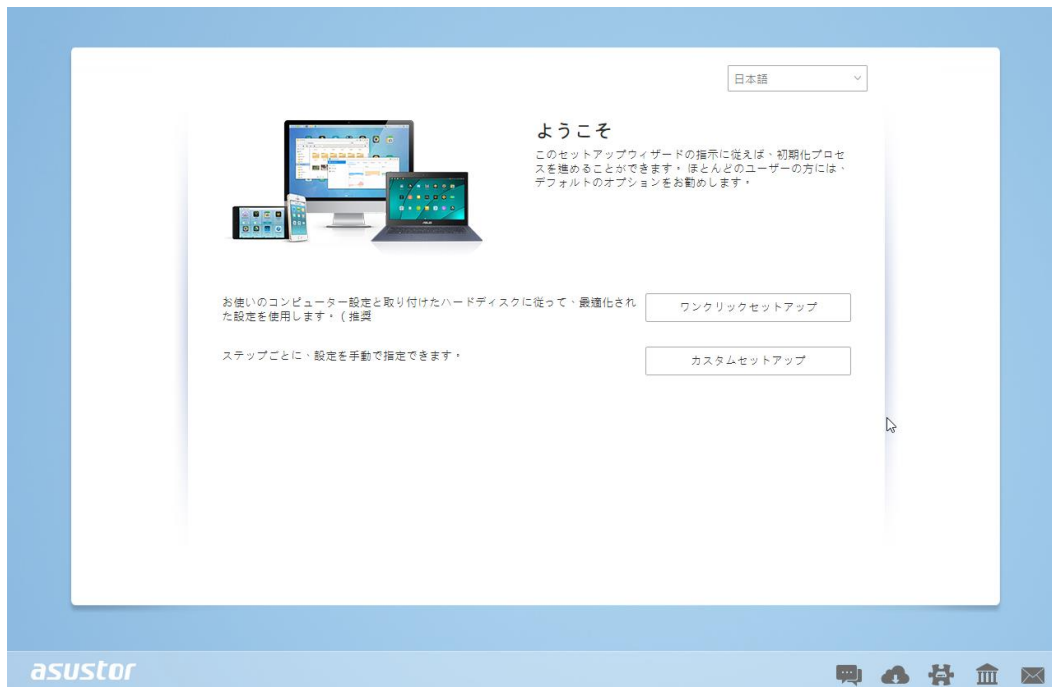 日本語
ようこそ
このセットアップウィザードの指示に従えば、初期化プロセ
スを進めることができます。ほとんどのユーザーの方には、
デフォルトのオプションをお勧めします。
お使いのコンピューター設定と取り付けたハードディスクに従って、最適化され
た設定を使用します。(推奨
ワンクリックセットアップ
ステップごとに、設定を手動で指定できます。
カスタムセットアップ
asustor